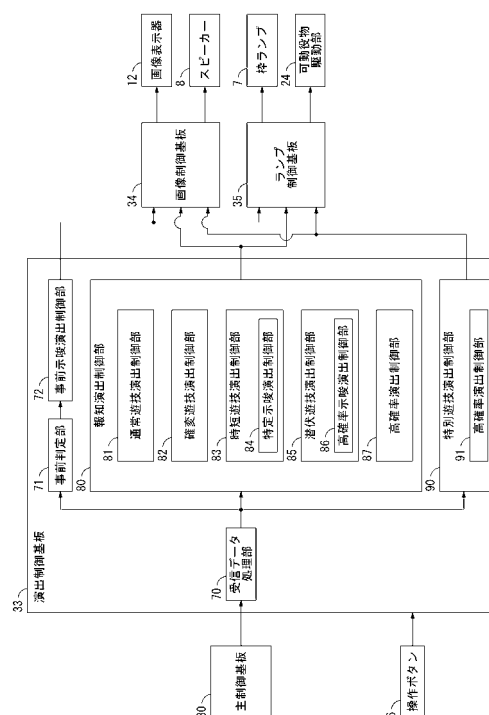 33
演出制御基板
主制御基板
操作ボタン
70
受信データ
処理部
71
事前判定部
72
事前示唆演出制御部
80
報知演出制御部
81
通常遊技演出制御部
82
確変遊技演出制御部
83
時短遊技演出制御部
84
特定示唆演出制御部
85
潜伏遊技演出制御部
86
高確率示唆演出制御部
87
高確率演出制御部
90
特別遊技演出制御部
91
高確率演出制御部
34
画像制御基板
35
ランプ
制御基板
12
画像表示器
8
スピーカー
7
枠ランプ
24
可動役物
駆動部